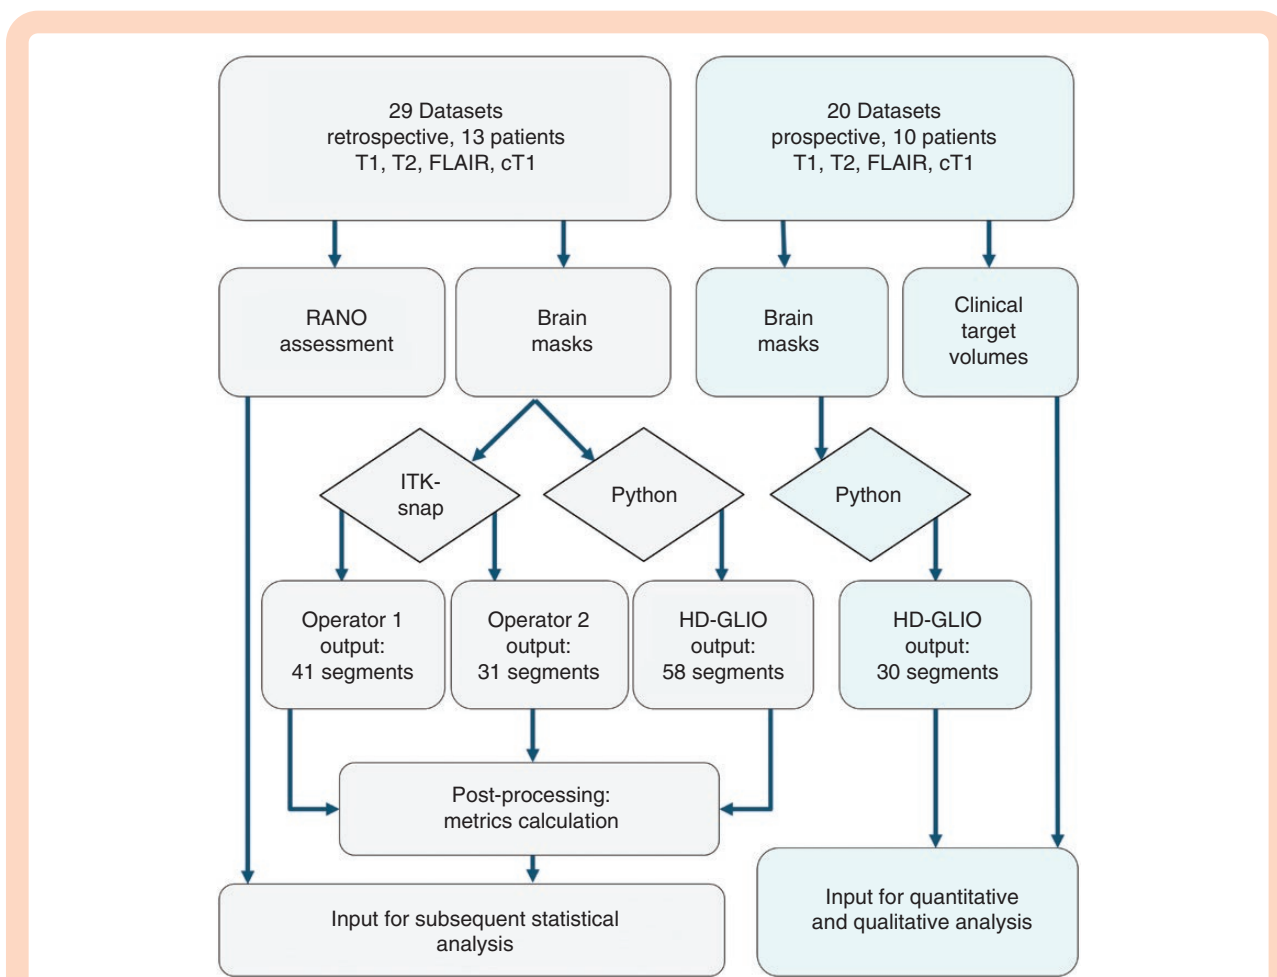 29 Datasets
retrospective, 13 patients
T1, T2, FLAIR, cT1
20 Datasets
prospective, 10 patients
T1, T2, FLAIR, cT1
RANO
assessment
Brain
masks
Brain
masks
Clinical
target
volumes
ITK-
snap
Python
Python
Operator 1
output:
41 segments
Operator 2
output:
31 segments
HD-GLIO
output:
58 segments
HD-GLIO
output:
30 segments
Post-processing:
metrics calculation
Input for subsequent statistical
analysis
Input for quantitative
and qualitative analysis